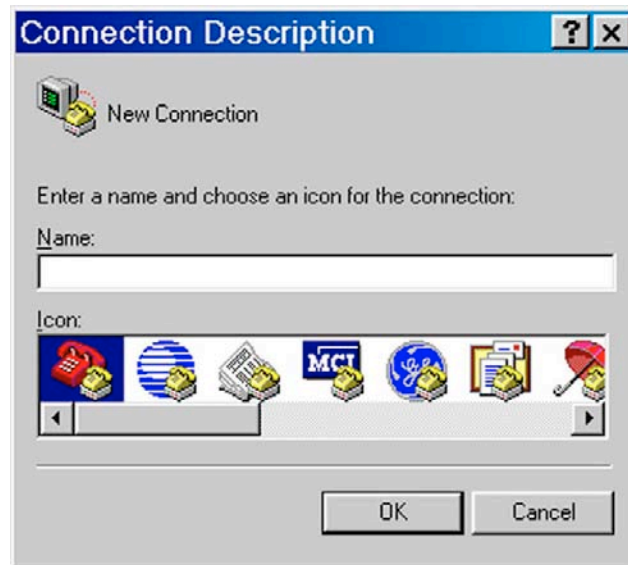 Connection Description
?
New Connection
Enter a name and choose an icon for the connection:
Name:
Icon:
MCI
OK
Cancel